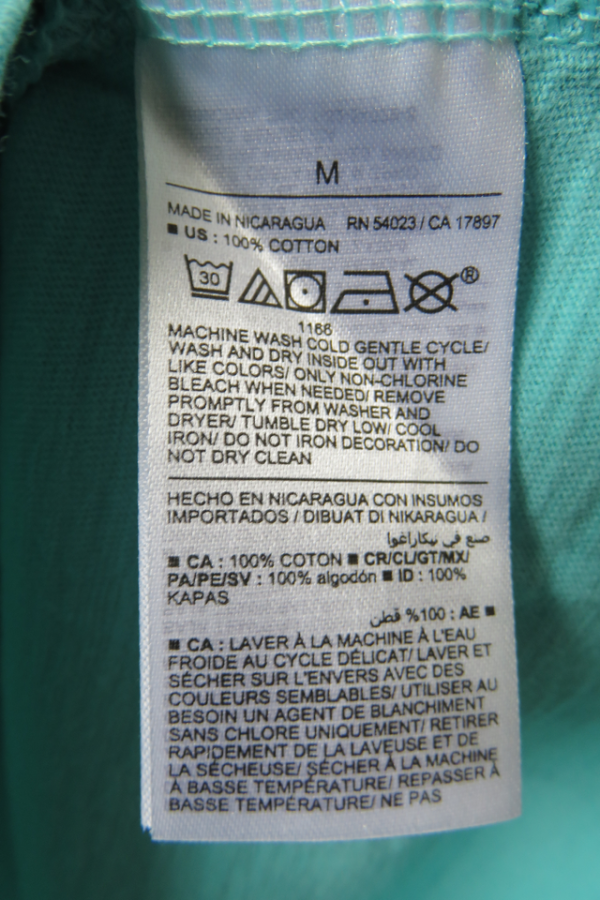 M
MADE IN NICARAGUA RN 54023 / CA 17897
■ US : 100% COTTON
30
®
1166
MACHINE WASH COLD GENTLE CYCLE/
WASH AND DRY INSIDE OUT WITH
LIKE COLORS/ ONLY NON-CHLORINE
BLEACH WHEN NEEDED/ REMOVE
PROMPTLY FROM WASHER AND
DRYER/ TUMBLE DRY LOW/ COOL
IRON/ DO NOT IRON DECORATION/ DO
NOT DRY CLEAN
HECHO EN NICARAGUA CON INSUMOS
IMPORTADOS / DIBUAT DI NIKARAGUA /
صنع في نيكاراغوا
■ CA : 100% COTON ■ CR/CL/GT/MX/
PA/PE/SV : 100% algodón ■ ID : 100%
KAPAS
■ AE : 100% قطن
■ CA : LAVER À LA MACHINE À L'EAU
FROIDE AU CYCLE DÉLICAT/ LAVER ET
SÉCHER SUR L'ENVERS AVEC DES
COULEURS SEMBLABLES/ UTILISER AU
BESOIN UN AGENT DE BLANCHIMENT
SANS CHLORE UNIQUEMENT/ RETIRER
RAPIDEMENT DE LA LAVEUSE ET DE
LA SÉCHEUSE/ SÉCHER À LA MACHINE
À BASSE TEMPÉRATURE/ REPASSER À
BASSE TEMPÉRATURE/ NE PAS